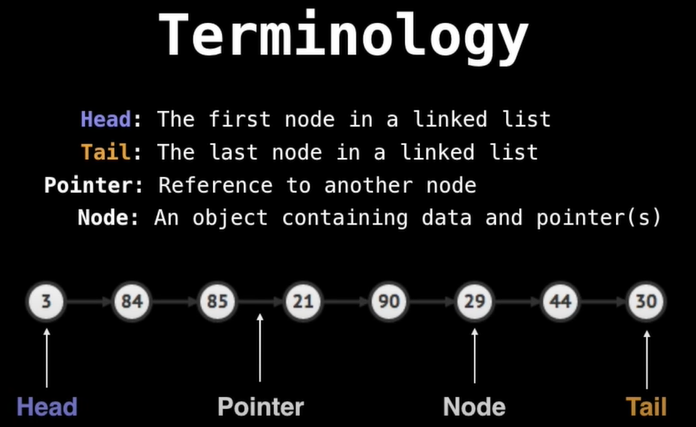 Terminology
Head: The first node in a linked list
Tail: The last node in a linked list
Pointer: Reference to another node
Node: An object containing data and pointer(s)
3 84 85 21 90 29 44 30
Head Pointer Node Tail